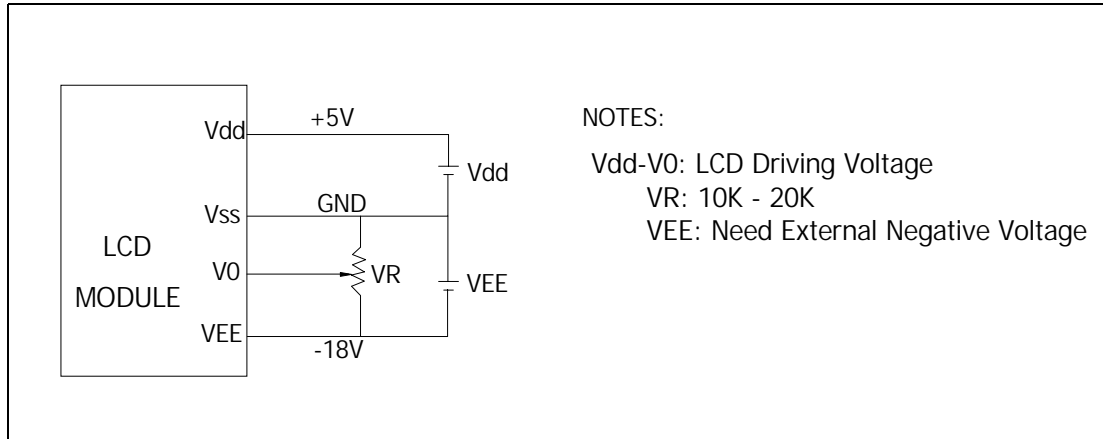 Vdd
+5V
Vdd
Vss
GND
LCD
MODULE
V0
VR
VEE
VEE
-18V
NOTES:
Vdd-V0: LCD Driving Voltage
VR: 10K - 20K
VEE: Need External Negative Voltage